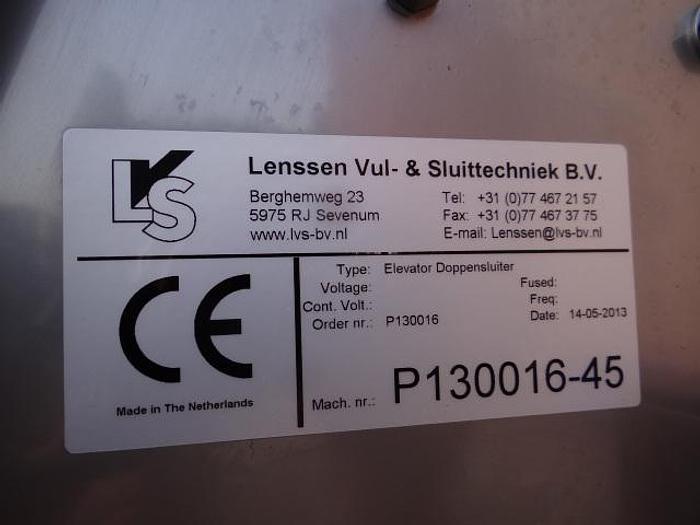 LVS
Lenssen Vul- & Sluittechniek B.V.
Berghemweg 23 Tel: +31 (0)77 467 21 57
5975 RJ Sevenum Fax: +31 (0)77 467 37 75
www.lvs-bv.nl E-mail: Lenssen@lvs-bv.nl
CE
Made in The Netherlands
Type: Elevator Doppensluiter
Voltage: Fused:
Cont. Volt.: Freq:
Order nr.: P130016 Date: 14-05-2013
Mach. nr.: P130016-45